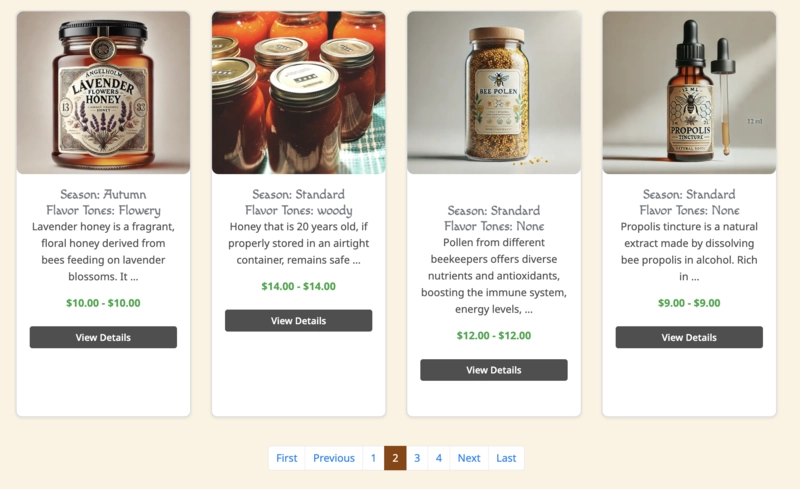 ANGELHOLM
LAVENDER
FLOWERS
HONEY
13 33
HONEY
BEE POLEN
12 ML
PROPOLIS
TINCTURE
12 ml
Season: Autumn
Flavor Tones: Flowery
Lavender honey is a fragrant,
floral honey derived from
bees feeding on lavender
blossoms. It ...
$10.00 - $10.00
View Details
Season: Standard
Flavor Tones: woody
Honey that is 20 years old, if
properly stored in an airtight
container, remains safe ...
$14.00 - $14.00
View Details
Season: Standard
Flavor Tones: None
Pollen from different
beekeepers offers diverse
nutrients and antioxidants,
boosting the immune system,
energy levels, ...
$12.00 - $12.00
View Details
Season: Standard
Flavor Tones: None
Propolis tincture is a natural
extract made by dissolving
bee propolis in alcohol. Rich
in ...
$9.00 - $9.00
View Details
First Previous 1 2 3 4 Next Last